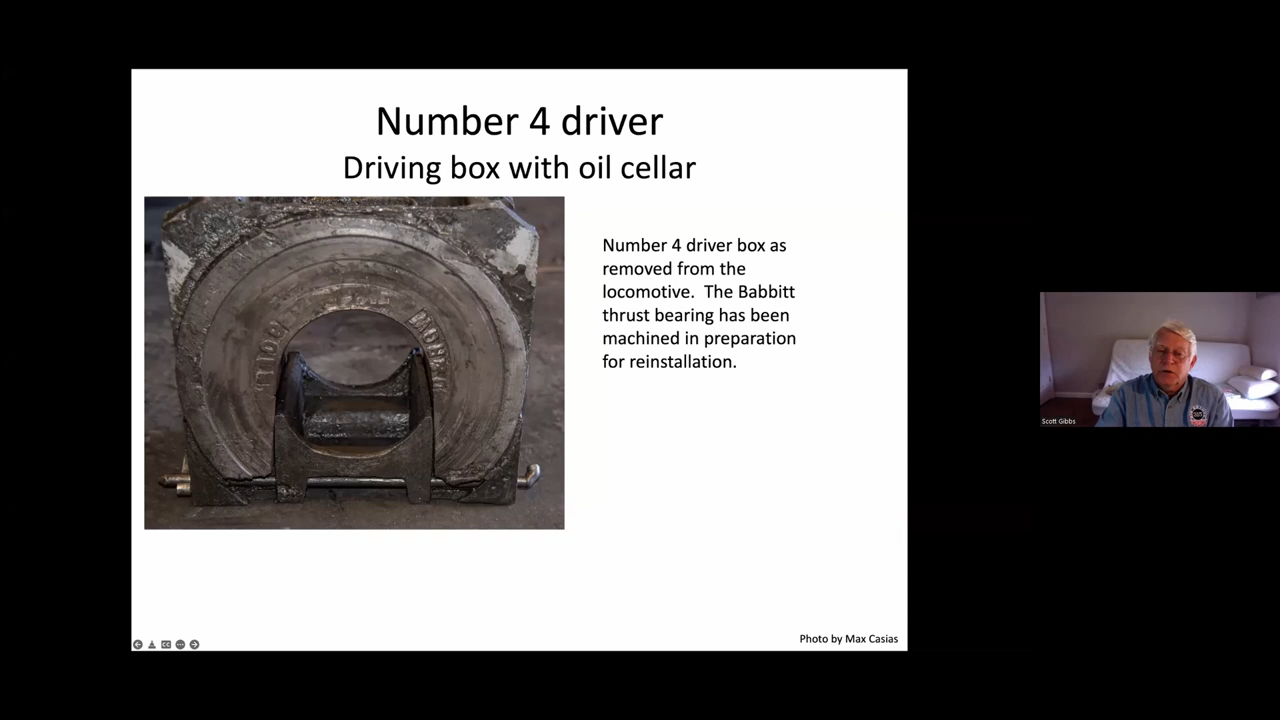 Number 4 driver
Driving box with oil cellar
Number 4 driver box as
removed from the
locomotive.  The Babbitt
thrust bearing has been
machined in preparation
for reinstallation.
Scott Gibbs
Photo by Max Casias